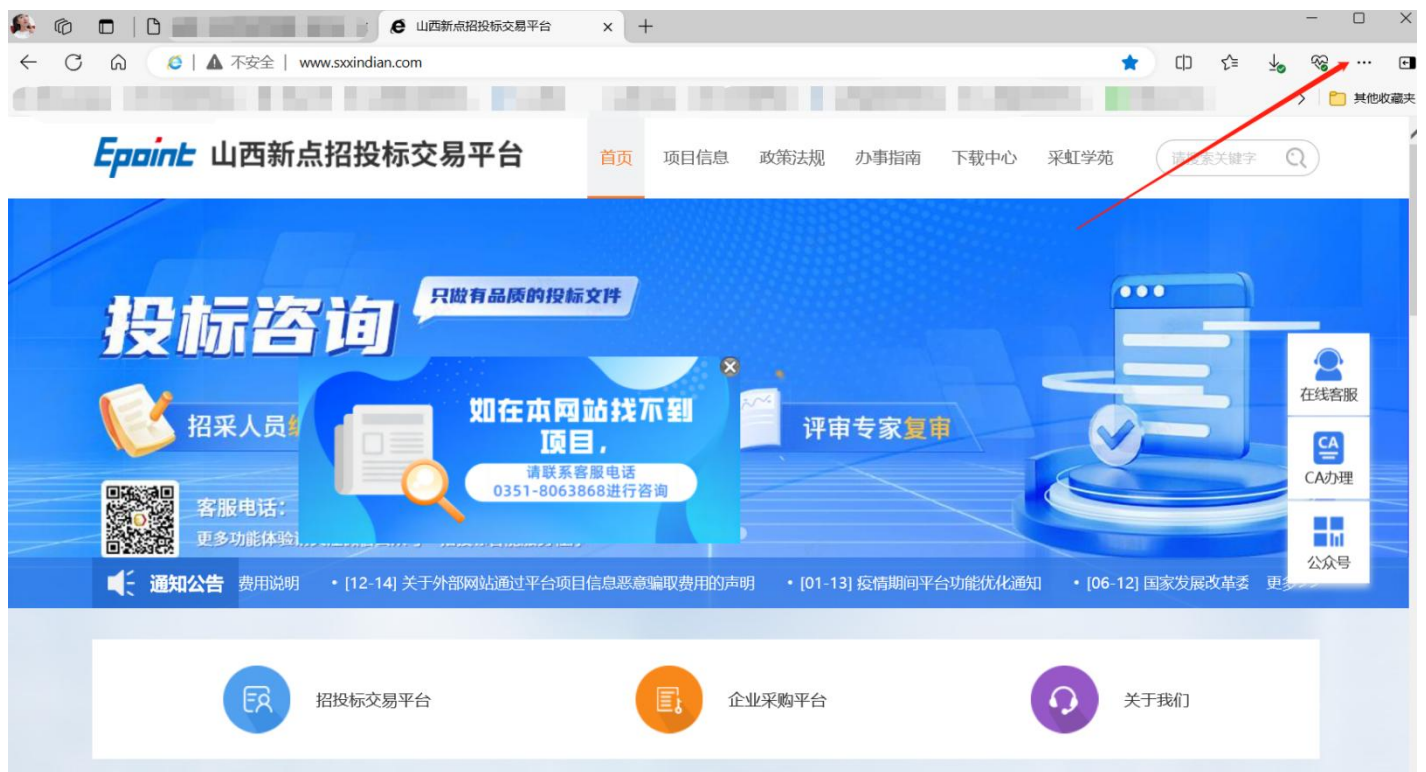 山西新点招投标交易平台
不安全 | www.sxxindian.com
其他收藏夹
Epoint 山西新点招投标交易平台
首页 项目信息 政策法规 办事指南 下载中心 采虹学苑 请搜索关键字
只做有品质的投标文件
投标咨询
如在本网站找不到
项目，
请联系客服电话
0351-8063868进行咨询
招采人员
评审专家复审
在线客服
CA
CA办理
公众号
客服电话：
更多功能体验
通知公告 费用说明 • [12-14] 关于外部网站通过平台项目信息恶意骗取费用的声明 • [01-13] 疫情期间平台功能优化通知 • [06-12] 国家发展改革委 更多>>
招投标交易平台 企业采购平台 关于我们